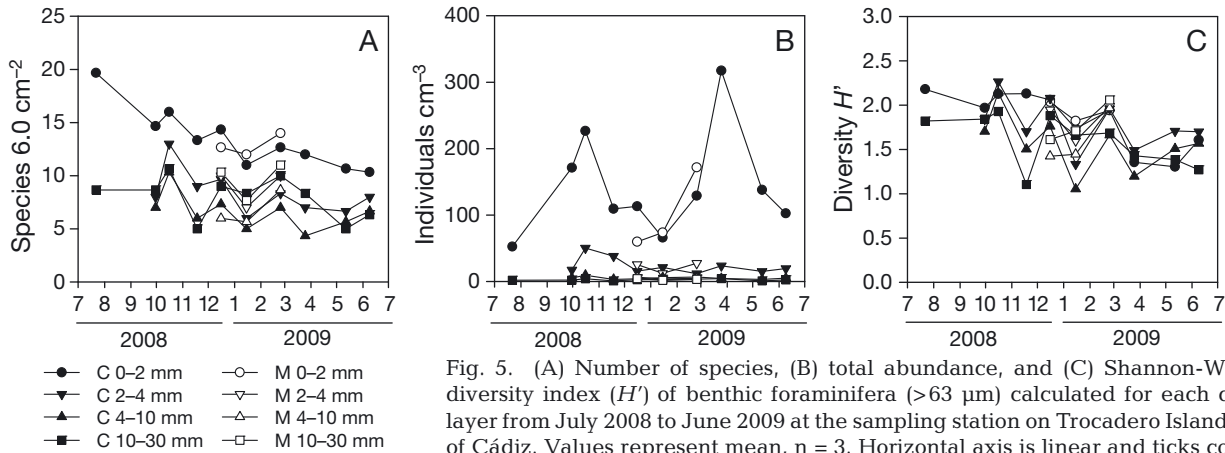 A
Species 6.0 cm⁻²
25
20
15
10
5
0
7 8 9 10 11 12 1 2 3 4 5 6 7
2008 2009
B
Individuals cm⁻³
400
300
200
100
0
7 8 9 10 11 12 1 2 3 4 5 6 7
2008 2009
C
Diversity H'
3.0
2.5
2.0
1.5
1.0
0.5
0.0
7 8 9 10 11 12 1 2 3 4 5 6 7
2008 2009
C 0–2 mm M 0–2 mm
C 2–4 mm M 2–4 mm
C 4–10 mm M 4–10 mm
C 10–30 mm M 10–30 mm
Fig. 5. (A) Number of species, (B) total abundance, and (C) Shannon-W
diversity index (H') of benthic foraminifera (>63 µm) calculated for each
layer from July 2008 to June 2009 at the sampling station on Trocadero Island
of Cádiz. Values represent mean, n = 3. Horizontal axis is linear and ticks